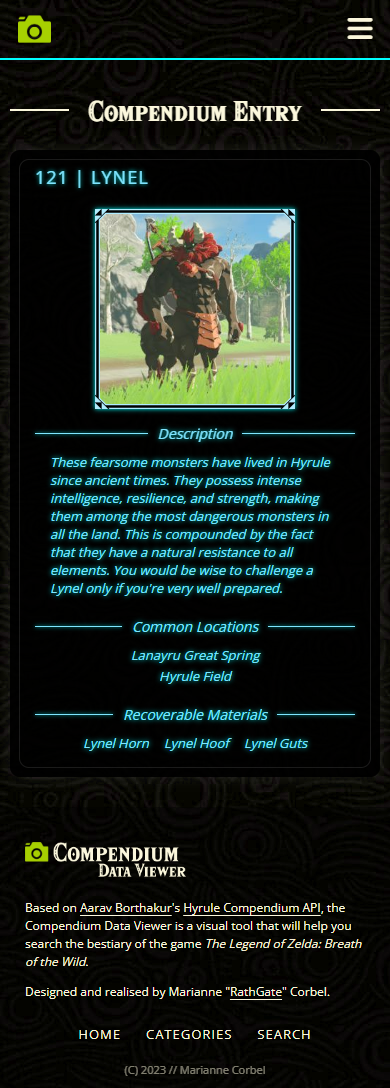 Compendium Entry
121 | LYNEL
Description
These fearsome monsters have lived in Hyrule
since ancient times. They possess intense
intelligence, resilience, and strength, making
them among the most dangerous monsters in
all the land. This is compounded by the fact
that they have a natural resistance to all
elements. You would be wise to challenge a
Lynel only if you're very well prepared.
Common Locations
Lanayru Great Spring
Hyrule Field
Recoverable Materials
Lynel Horn Lynel Hoof Lynel Guts
Compendium
Data Viewer
Based on Aarav Borthakur's Hyrule Compendium API, the
Compendium Data Viewer is a visual tool that will help you
search the bestiary of the game The Legend of Zelda: Breath
of the Wild.
Designed and realised by Marianne "RathGate" Corbel.
HOME CATEGORIES SEARCH
(C) 2023 // Marianne Corbel